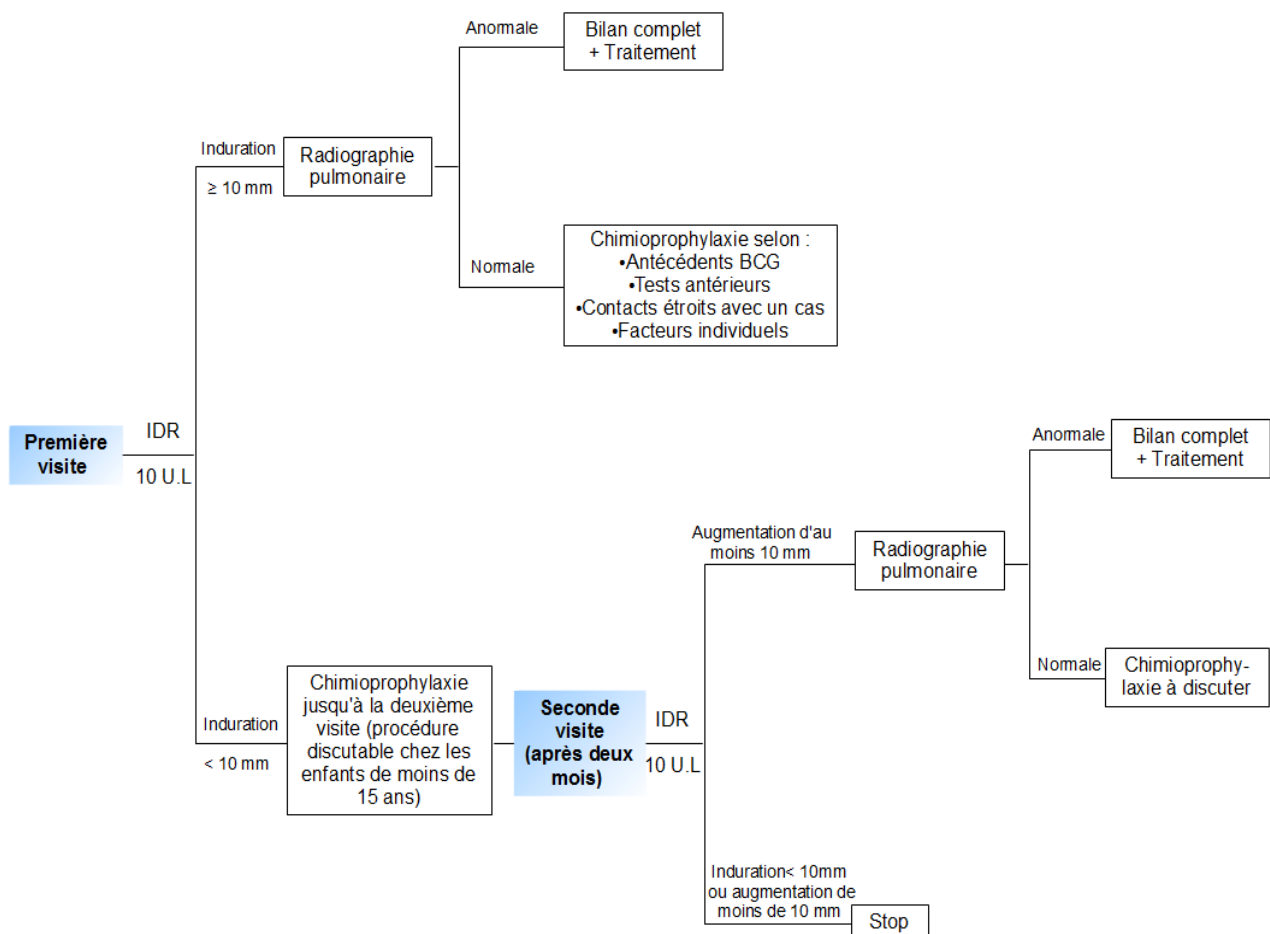 Première
visite
IDR
10 U.L
Induration
≥ 10 mm
Radiographie
pulmonaire
Anormale
Bilan complet
+ Traitement
Normale
Chimioprophylaxie selon :
•Antécédents BCG
•Tests antérieurs
•Contacts étroits avec un cas
•Facteurs individuels
Induration
< 10 mm
Chimioprophylaxie
jusqu'à la deuxième
visite (procédure
discutable chez les
enfants de moins de
15 ans)
Seconde
visite
(après deux
mois)
IDR
10 U.L
Augmentation d'au
moins 10 mm
Radiographie
pulmonaire
Anormale
Bilan complet
+ Traitement
Normale
Chimioprophy-
laxie à discuter
Induration< 10mm
ou augmentation de
moins de 10 mm
Stop